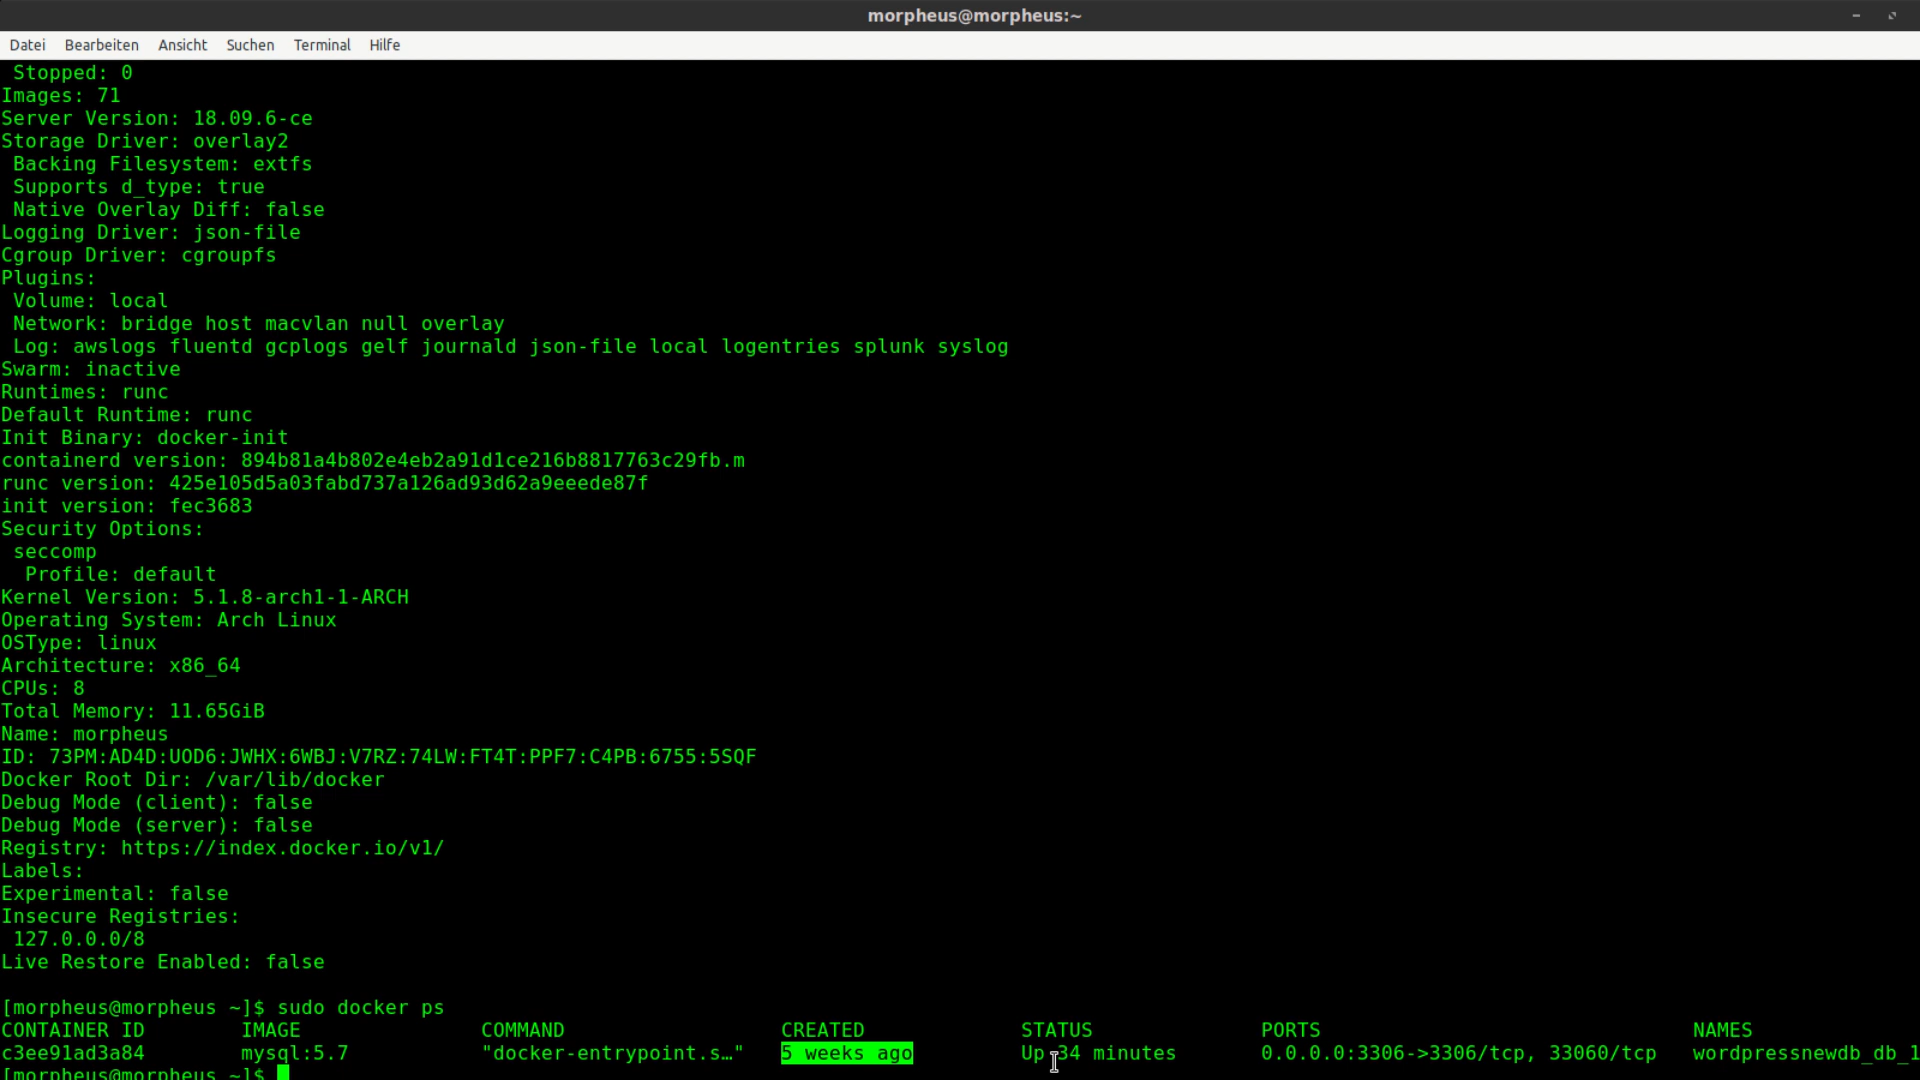 morpheus@morpheus:~
Datei Bearbeiten Ansicht Suchen Terminal Hilfe
Stopped: 0
Images: 71
Server Version: 18.09.6-ce
Storage Driver: overlay2
Backing Filesystem: extfs
Supports d_type: true
Native Overlay Diff: false
Logging Driver: json-file
Cgroup Driver: cgroupfs
Plugins:
Volume: local
Network: bridge host macvlan null overlay
Log: awslogs fluentd gcplogs gelf journald json-file local logentries splunk syslog
Swarm: inactive
Runtimes: runc
Default Runtime: runc
Init Binary: docker-init
containerd version: 894b81a4b802e4eb2a91d1ce216b8817763c29fb.m
runc version: 425e105d5a03fabd737a126ad93d62a9eeede87f
init version: fec3683
Security Options:
seccomp
Profile: default
Kernel Version: 5.1.8-arch1-1-ARCH
Operating System: Arch Linux
OSType: linux
Architecture: x86_64
CPUs: 8
Total Memory: 11.65GiB
Name: morpheus
ID: 73PM:AD4D:UOD6:JWHX:6WBJ:V7RZ:74LW:FT4T:PPF7:C4PB:6755:5SQF
Docker Root Dir: /var/lib/docker
Debug Mode (client): false
Debug Mode (server): false
Registry: https://index.docker.io/v1/
Labels:
Experimental: false
Insecure Registries:
127.0.0.0/8
Live Restore Enabled: false
[morpheus@morpheus ~]$ sudo docker ps
CONTAINER ID IMAGE COMMAND CREATED STATUS PORTS NAMES
c3ee91ad3a84 mysql:5.7 "docker-entrypoint.s…" 5 weeks ago Up 34 minutes 0.0.0.0:3306->3306/tcp, 33060/tcp wordpressnewdb_db_1
[morpheus@morpheus ~]$